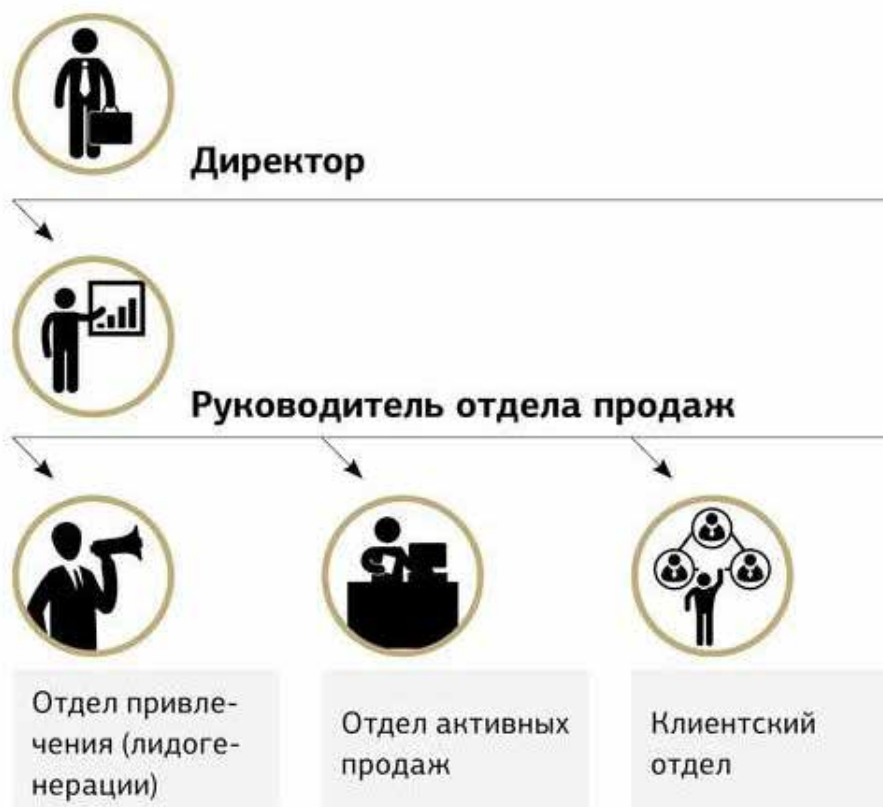 Директор
Руководитель отдела продаж
Отдел привле-
чения (лидоге-
нерации)
Отдел активных
продаж
Клиентский
отдел